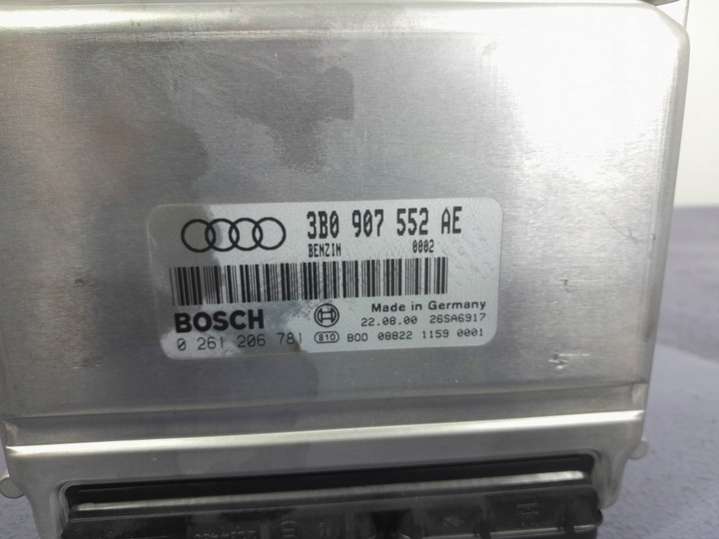 3B0 907 552 AE
BENZIN 0002
BOSCH
Made in Germany
22.08.00 26SA6917
0 261 206 781
810 B00 08822 1159 0001